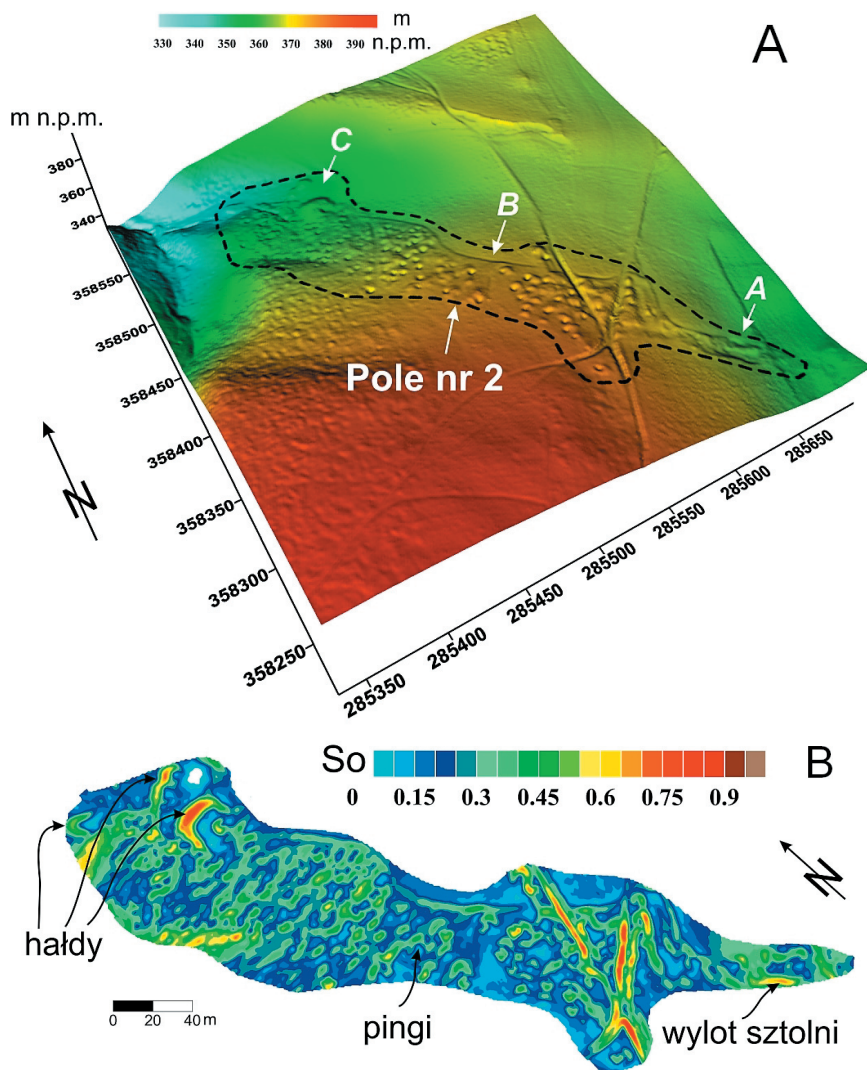 m
330 340 350 360 370 380 390 n.p.m.
A
m n.p.m.
380
360
340
C
B
A
Pole nr 2
358550
358500
358450
358400
358350
358300
358250
N
285350
285400
285450
285500
285550
285600
285650
So
B
0 0.15 0.3 0.45 0.6 0.75 0.9
N
hałdy
0 20 40 m
pingi
wylot sztolni